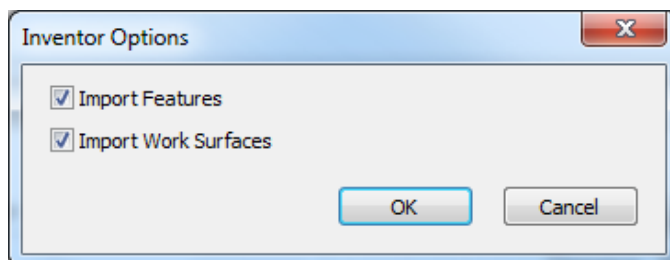 Inventor Options
Import Features
Import Work Surfaces
OK Cancel